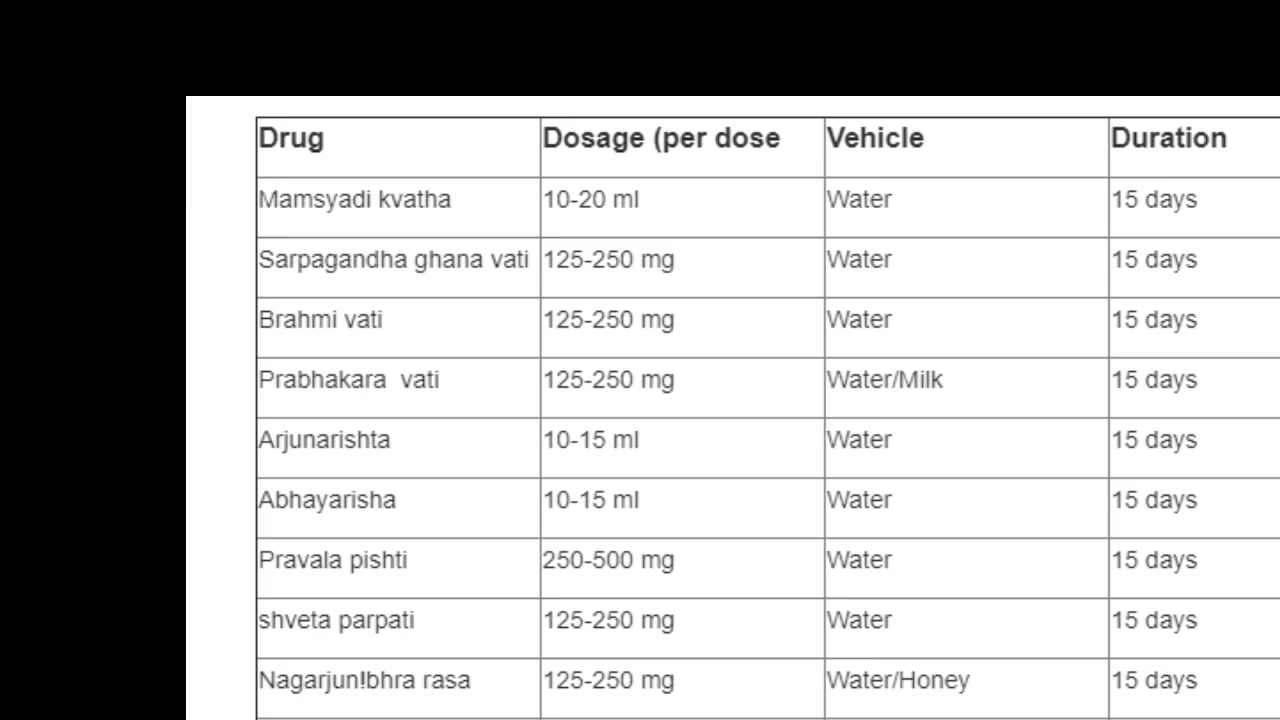 Drug Dosage (per dose Vehicle Duration
Mamsyadi kvatha 10-20 ml Water 15 days
Sarpagandha ghana vati 125-250 mg Water 15 days
Brahmi vati 125-250 mg Water 15 days
Prabhakara vati 125-250 mg Water/Milk 15 days
Arjunarishta 10-15 ml Water 15 days
Abhayarisha 10-15 ml Water 15 days
Pravala pishti 250-500 mg Water 15 days
shveta parpati 125-250 mg Water 15 days
Nagarjun!bhra rasa 125-250 mg Water/Honey 15 days